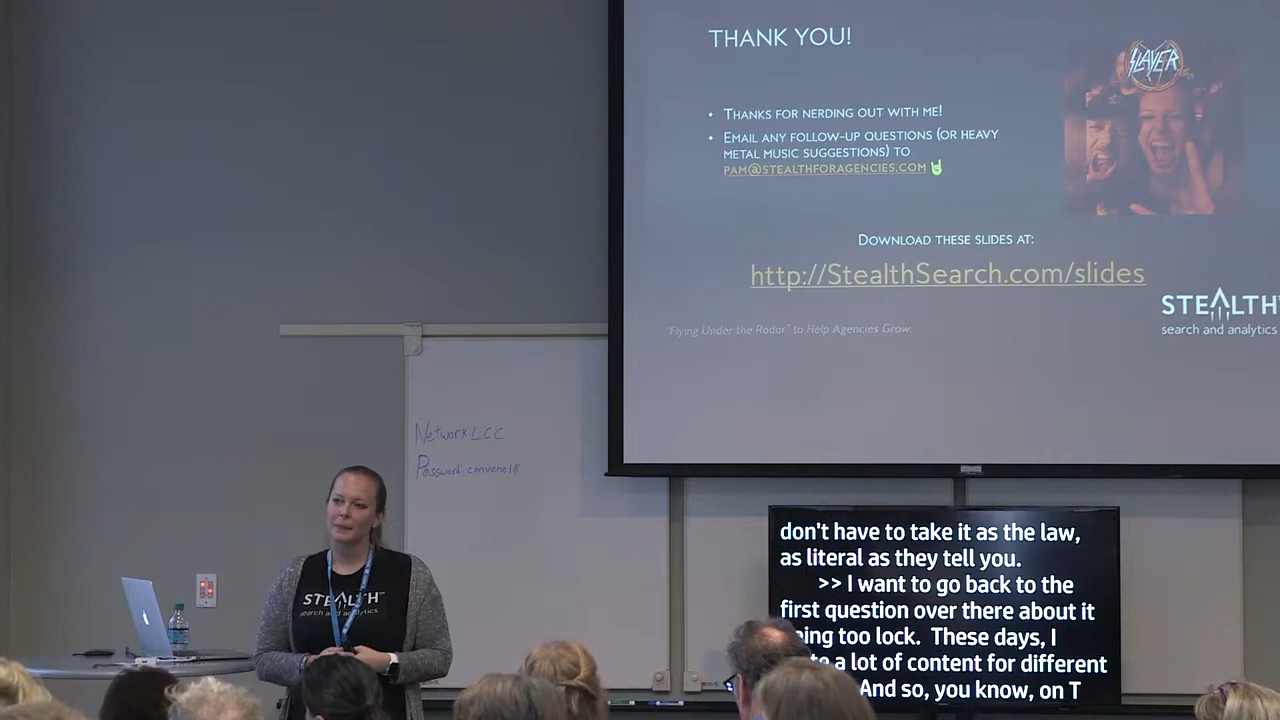 THANK YOU!
SLAYER
• THANKS FOR NERDING OUT WITH ME!
• EMAIL ANY FOLLOW-UP QUESTIONS (OR HEAVY
METAL MUSIC SUGGESTIONS) TO
PAM@STEALTHFORAGENCIES.COM 🤘
DOWNLOAD THESE SLIDES AT:
http://StealthSearch.com/slides
STEALTH
search and analytics
"Flying Under the Radar" to Help Agencies Grow.
Network: LCC
Password: convene18
STEALTH™
search and analytics
don't have to take it as the law,
as literal as they tell you.
>> I want to go back to the
first question over there about it
too lock. These days, I
a lot of content for different
And so, you know, on T